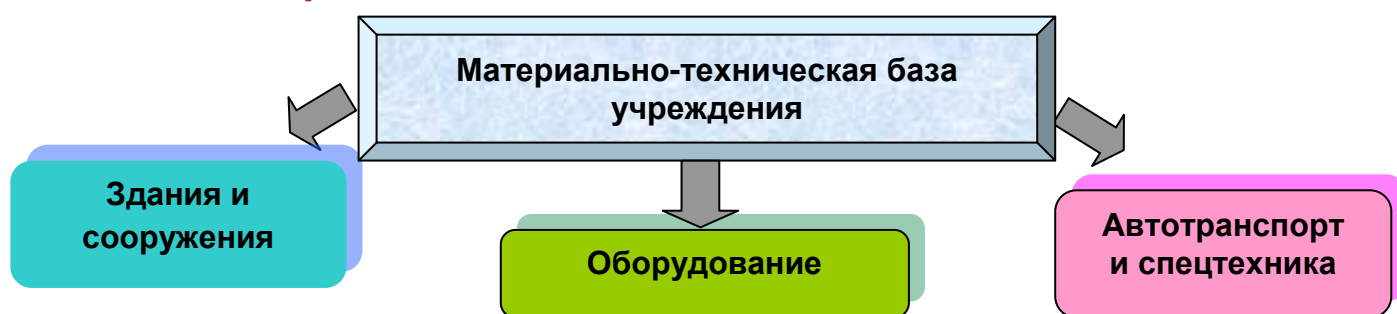 Материально-техническая база
учреждения
Здания и
сооружения
Оборудование
Автотранспорт
и спецтехника